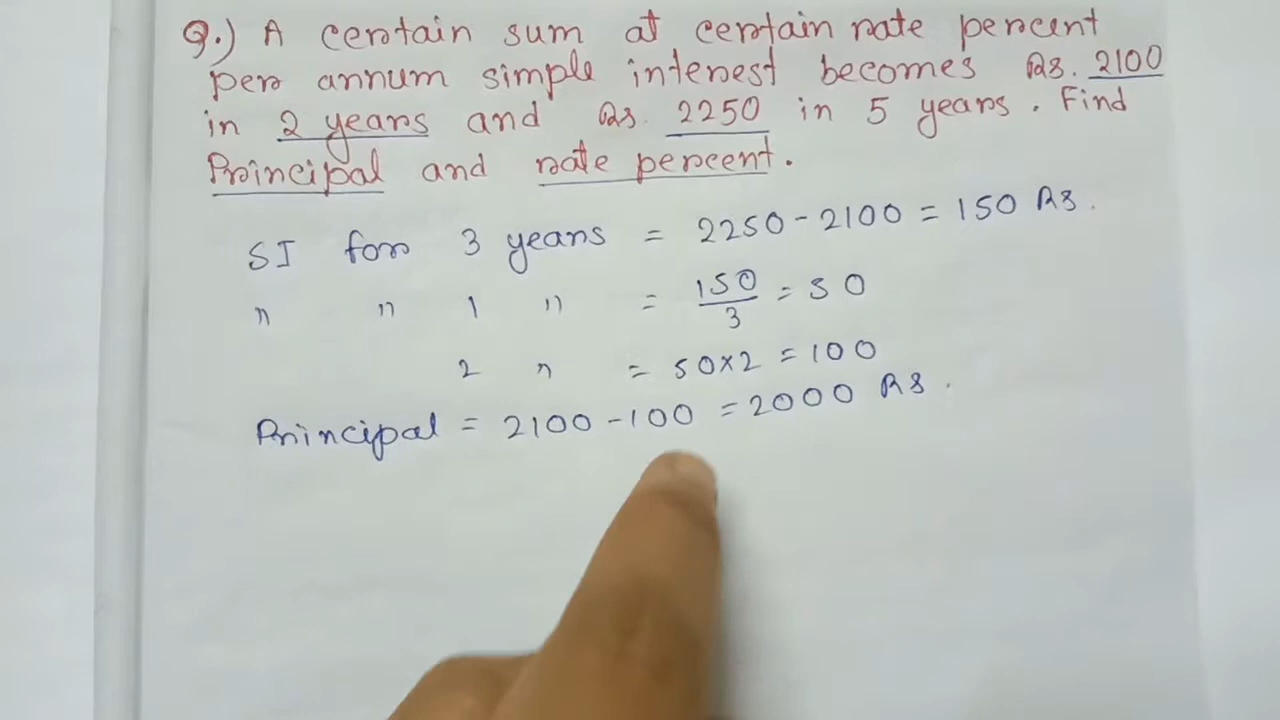 Q.) A certain sum at certain rate percent
per annum simple interest becomes Rs. 2100
in 2 years and Rs. 2250 in 5 years. Find
Principal and rate percent.
SI for 3 years = 2250 - 2100 = 150 Rs.
" " 1 " = 150/3 = 50
2 " = 50×2 = 100
Principal = 2100 - 100 = 2000 Rs.